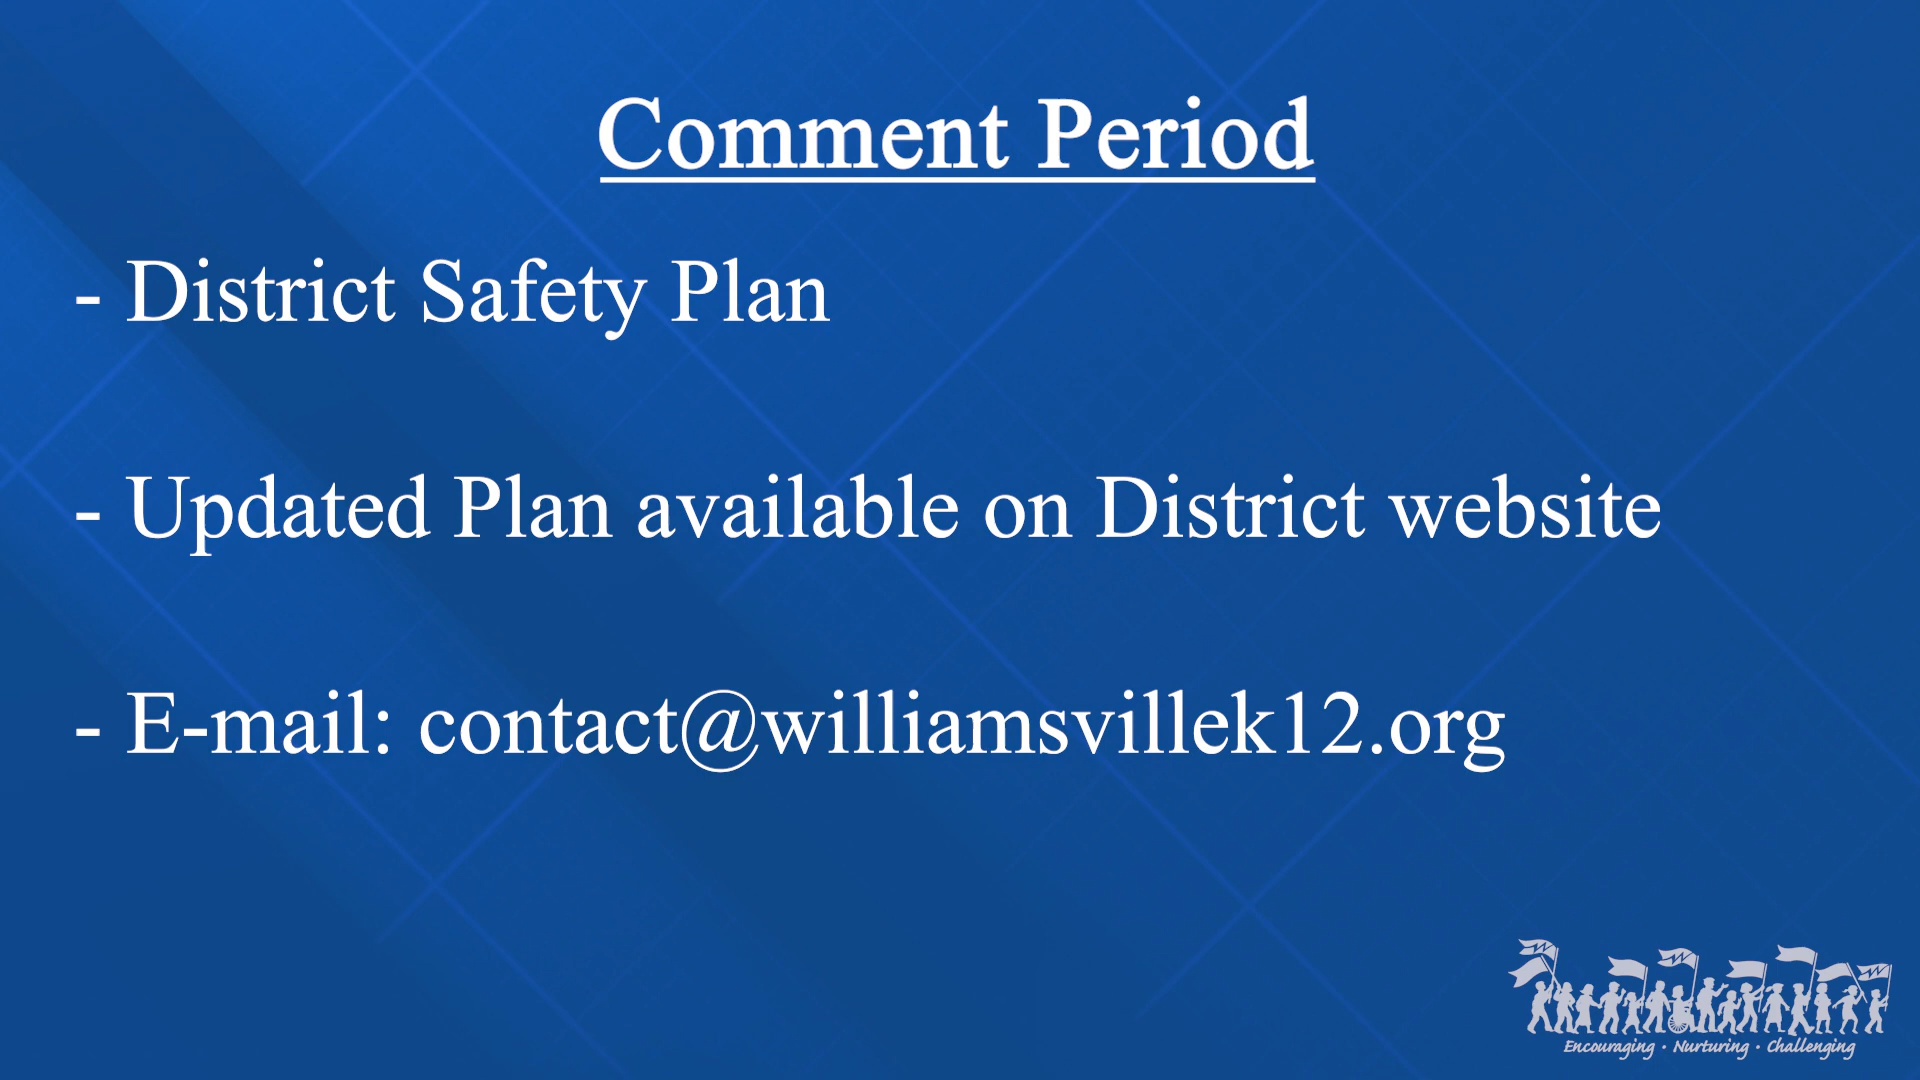 Comment Period
- District Safety Plan
- Updated Plan available on District website
- E-mail: contact@williamsvillek12.org
Encouraging · Nurturing · Challenging